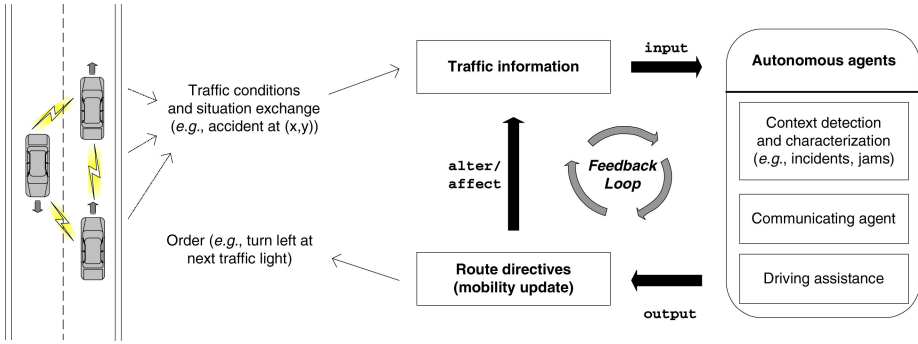 Traffic conditions
and situation exchange
(e.g., accident at (x,y))
Order (e.g., turn left at
next traffic light)
Traffic information
input
alter/
affect
Feedback
Loop
Route directives
(mobility update)
output
Autonomous agents
Context detection
and characterization
(e.g., incidents, jams)
Communicating agent
Driving assistance